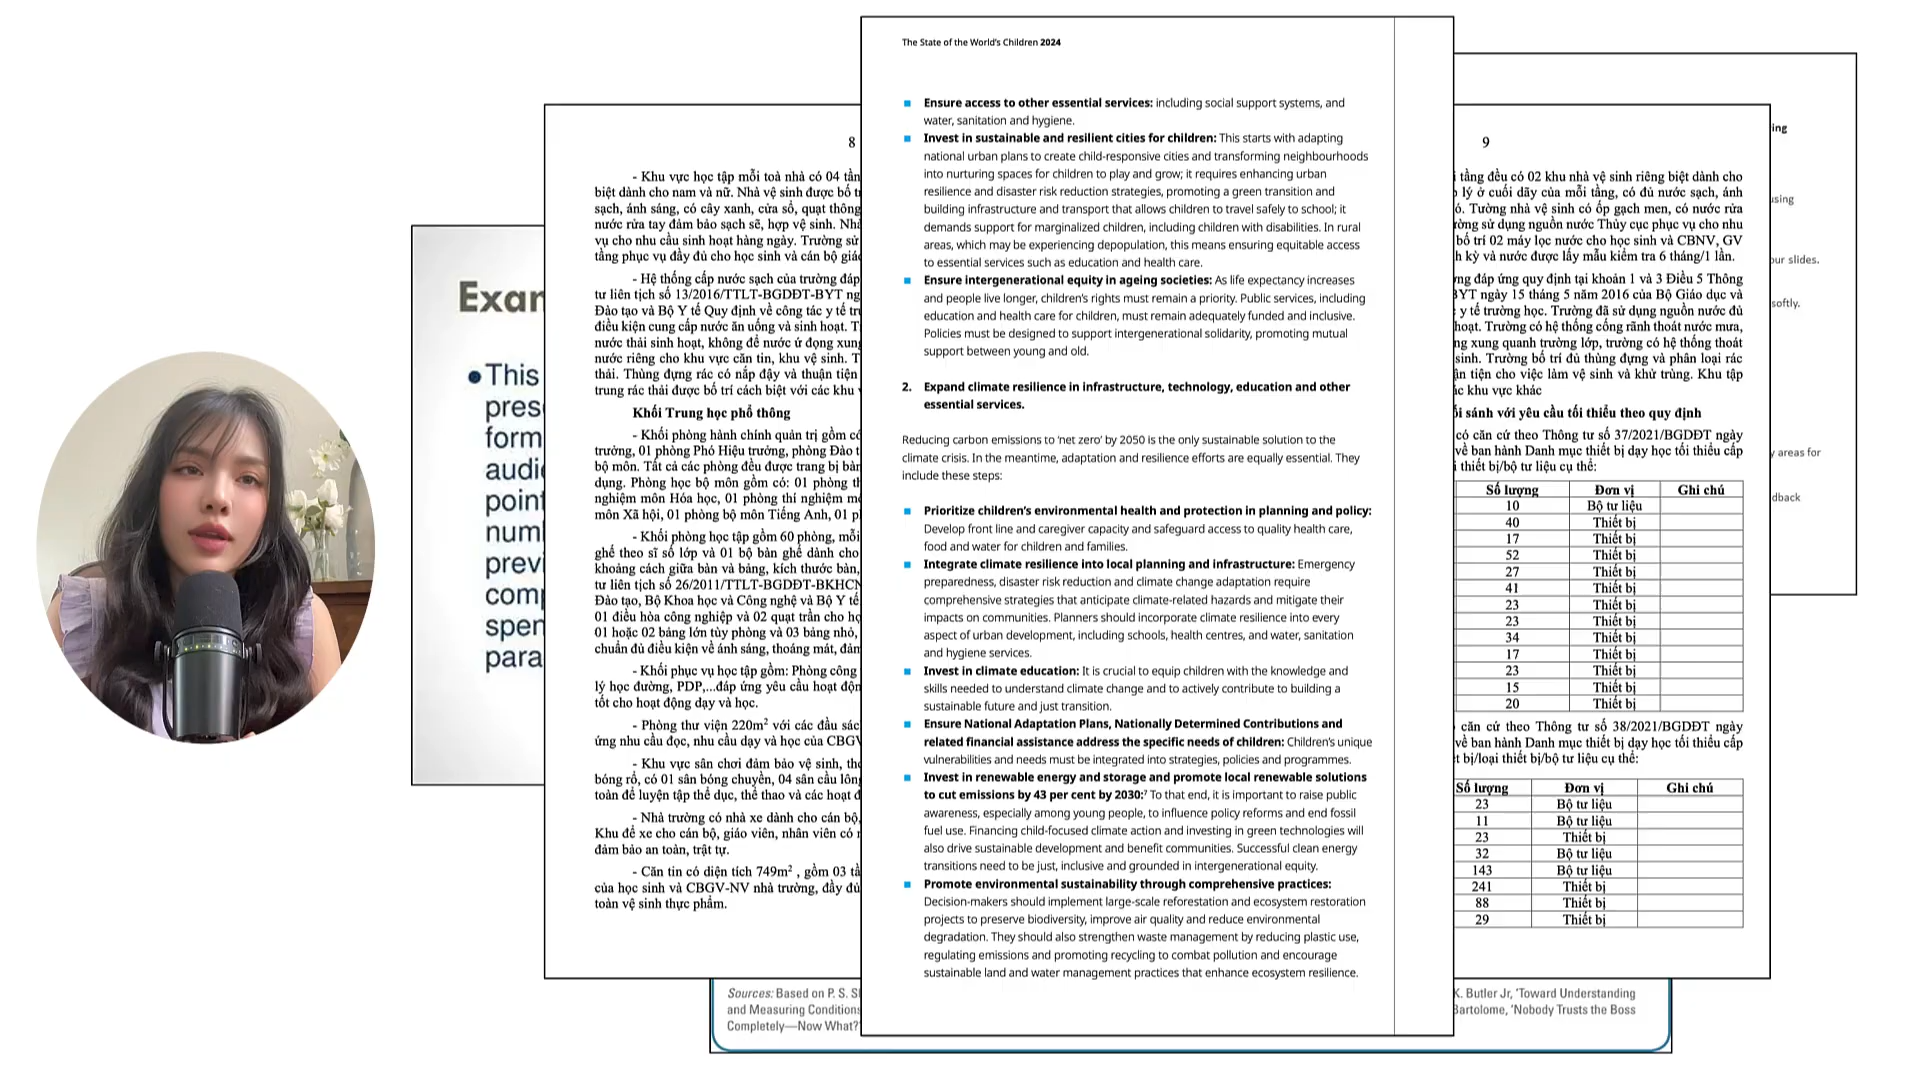 The State of the World's Children 2024
Ensure access to other essential services: including social support systems, and
water, sanitation and hygiene.
Invest in sustainable and resilient cities for children: This starts with adapting
national urban plans to create child-responsive cities and transforming neighbourhoods
into nurturing spaces for children to play and grow; it requires enhancing urban
resilience and disaster risk reduction strategies, promoting a green transition and
building infrastructure and transport that allows children to travel safely to school; it
demands support for marginalized children, including children with disabilities. In rural
areas, which may be experiencing depopulation, this means ensuring equitable access
to essential services such as education and health care.
Ensure intergenerational equity in ageing societies: As life expectancy increases
and people live longer, children's rights must remain a priority. Public services, including
education and health care for children, must remain adequately funded and inclusive.
Policies must be designed to support intergenerational solidarity, promoting mutual
support between young and old.
2. Expand climate resilience in infrastructure, technology, education and other
essential services.
Reducing carbon emissions to 'net zero' by 2050 is the only sustainable solution to the
climate crisis. In the meantime, adaptation and resilience efforts are equally essential. They
include these steps:
Prioritize children's environmental health and protection in planning and policy:
Develop front line and caregiver capacity and safeguard access to quality health care,
food and water for children and families.
Integrate climate resilience into local planning and infrastructure: Emergency
preparedness, disaster risk reduction and climate change adaptation require
comprehensive strategies that anticipate climate-related hazards and mitigate their
impacts on communities. Planners should incorporate climate resilience into every
aspect of urban development, including schools, health centres, and water, sanitation
and hygiene services.
Invest in climate education: It is crucial to equip children with the knowledge and
skills needed to understand climate change and to actively contribute to building a
sustainable future and just transition.
Ensure National Adaptation Plans, Nationally Determined Contributions and
related financial assistance address the specific needs of children: Children's unique
vulnerabilities and needs must be integrated into strategies, policies and programmes.
Invest in renewable energy and storage and promote local renewable solutions
to cut emissions by 43 per cent by 2030:⁷ To that end, it is important to raise public
awareness, especially among young people, to influence policy reforms and end fossil
fuel use. Financing child-focused climate action and investing in green technologies will
also drive sustainable development and benefit communities. Successful clean energy
transitions need to be just, inclusive and grounded in intergenerational equity.
Promote environmental sustainability through comprehensive practices:
Decision-makers should implement large-scale reforestation and ecosystem restoration
projects to preserve biodiversity, improve air quality and reduce environmental
degradation. They should also strengthen waste management by reducing plastic use,
regulating emissions and promoting recycling to combat pollution and encourage
sustainable land and water management practices that enhance ecosystem resilience.
8
- Khu vực học tập mỗi toà nhà có 04 tần
biệt dành cho nam và nữ. Nhà vệ sinh được bố tr
sạch, ánh sáng, có cây xanh, cửa sổ, quạt thông
nước rửa tay đảm bảo sạch sẽ, hợp vệ sinh. Nhà
vụ cho nhu cầu sinh hoạt hàng ngày. Trường sử
tầng phục vụ đầy đủ cho học sinh và cán bộ giá
- Hệ thống cấp nước sạch của trường đáp
tư liên tịch số 13/2016/TTLT-BGDĐT-BYT ng
Đào tạo và Bộ Y tế Quy định về công tác y tế tr
điều kiện cung cấp nước ăn uống và sinh hoạt. T
nước thải sinh hoạt, không để nước ứ đọng xung
nước riêng cho khu vực căn tin, khu vệ sinh. T
thải. Thùng đựng rác có nắp đậy và thuận tiện
trung rác thải được bố trí cách biệt với các khu
Khối Trung học phổ thông
- Khối phòng hành chính quản trị gồm có
trưởng, 01 phòng Phó Hiệu trưởng, phòng Đào t
bộ môn. Tất cả các phòng đều được trang bị bàn
dụng. Phòng học bộ môn gồm có: 01 phòng th
nghiệm môn Hóa học, 01 phòng thí nghiệm m
môn Xã hội, 01 phòng bộ môn Tiếng Anh, 01 p
- Khối phòng học tập gồm 60 phòng, mỗi
ghế theo sĩ số lớp và 01 bộ bàn ghế dành cho
khoảng cách giữa bàn và bảng, kích thước bàn,
tư liên tịch số 26/2011/TTLT-BGDĐT-BKHCN
Đào tạo, Bộ Khoa học và Công nghệ và Bộ Y tế
01 điều hòa công nghiệp và 02 quạt trần cho họ
01 hoặc 02 bảng lớn tùy phòng và 03 bảng nhỏ,
chuẩn đủ điều kiện về ánh sáng, thoáng mát, đảm
- Khối phục vụ học tập gồm: Phòng công
lý học đường, PDP,...đáp ứng yêu cầu hoạt độn
tốt cho hoạt động dạy và học.
- Phòng thư viện 220m² với các đầu sác
ứng nhu cầu đọc, nhu cầu dạy và học của CBGV
- Khu vực sân chơi đảm bảo vệ sinh, th
bóng rổ, có 01 sân bóng chuyền, 04 sân cầu lông
toàn để luyện tập thể dục, thể thao và các hoạt đ
- Nhà trường có nhà xe dành cho cán bộ,
Khu để xe cho cán bộ, giáo viên, nhân viên có
đảm bảo an toàn, trật tự.
- Căn tin có diện tích 749m² , gồm 03 tầ
của học sinh và CBGV-NV nhà trường, đầy đủ
toàn vệ sinh thực phẩm.
9
tầng đều có 02 khu nhà vệ sinh riêng biệt dành cho
lý ở cuối dãy của mỗi tầng, có đủ nước sạch, ánh
ó. Tường nhà vệ sinh có ốp gạch men, có nước rửa
rờng sử dụng nguồn nước Thủy cục phục vụ cho nhu
bố trí 02 máy lọc nước cho học sinh và CBNV, GV
h kỳ và nước được lấy mẫu kiểm tra 6 tháng/1 lần.
ng đáp ứng quy định tại khoản 1 và 3 Điều 5 Thông
BYT ngày 15 tháng 5 năm 2016 của Bộ Giáo dục và
y tế trường học. Trường đã sử dụng nguồn nước đủ
hoạt. Trường có hệ thống cống rãnh thoát nước mưa,
ng xung quanh trường lớp, trường có hệ thống thoát
sinh. Trường bố trí đủ thùng đựng và phân loại rác
ận tiện cho việc làm vệ sinh và khử trùng. Khu tập
ác khu vực khác
ối sánh với yêu cầu tối thiểu theo quy định
có căn cứ theo Thông tư số 37/2021/BGDĐT ngày
về ban hành Danh mục thiết bị dạy học tối thiểu cấp
i thiết bị/bộ tư liệu cụ thể:
Số lượng Đơn vị Ghi chú
10 Bộ tư liệu
40 Thiết bị
17 Thiết bị
52 Thiết bị
27 Thiết bị
41 Thiết bị
23 Thiết bị
23 Thiết bị
34 Thiết bị
17 Thiết bị
23 Thiết bị
15 Thiết bị
20 Thiết bị
căn cứ theo Thông tư số 38/2021/BGDĐT ngày
về ban hành Danh mục thiết bị dạy học tối thiểu cấp
t bị/loại thiết bị/bộ tư liệu cụ thể:
Số lượng Đơn vị Ghi chú
23 Bộ tư liệu
11 Bộ tư liệu
23 Thiết bị
32 Bộ tư liệu
143 Bộ tư liệu
241 Thiết bị
88 Thiết bị
29 Thiết bị
Exan
This
prese
form
audie
point
numb
previ
comp
spen
para
ing
using
our slides.
softly.
y areas for
dback
Sources: Based on P. S. S
and Measuring Conditions
Completely—Now What?'
K. Butler Jr, 'Toward Understanding
Bartolome, 'Nobody Trusts the Boss